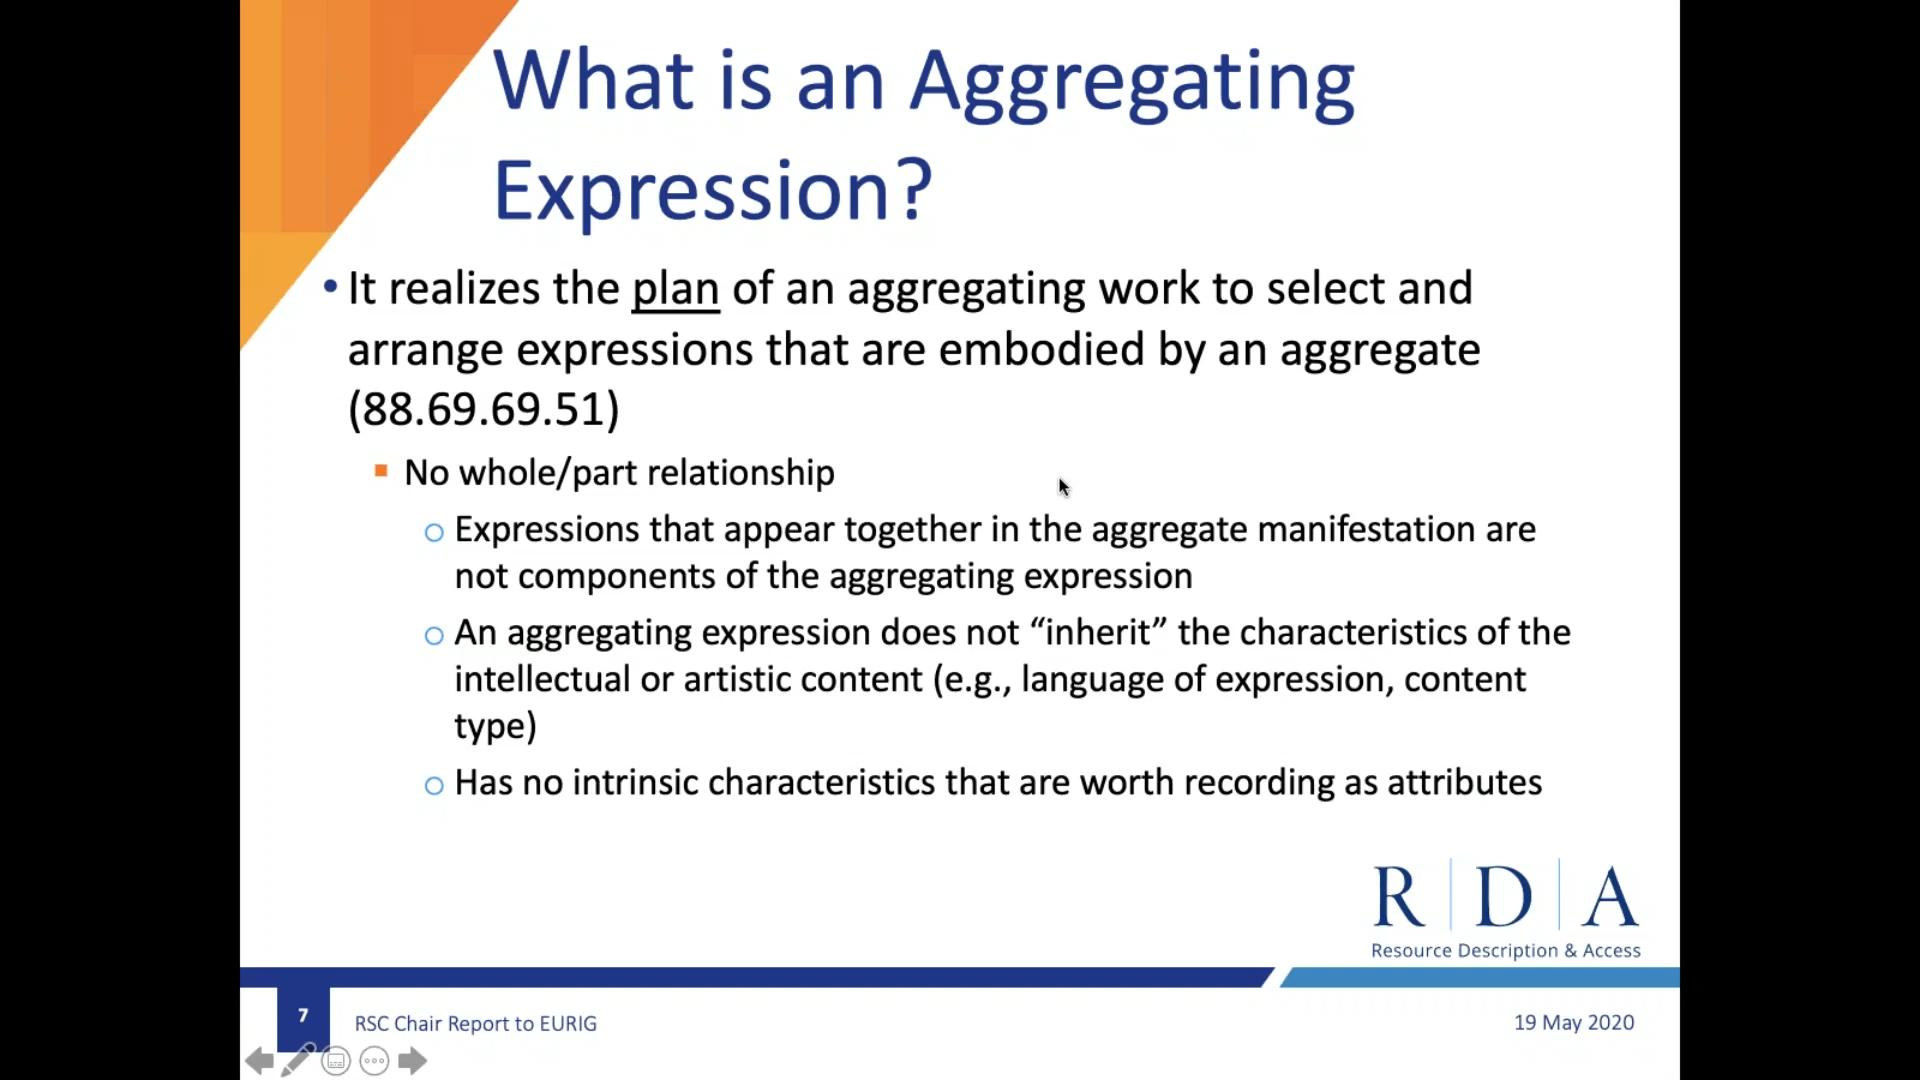 What is an Aggregating
Expression?
• It realizes the plan of an aggregating work to select and
arrange expressions that are embodied by an aggregate
(88.69.69.51)
▪ No whole/part relationship
o Expressions that appear together in the aggregate manifestation are
not components of the aggregating expression
o An aggregating expression does not “inherit” the characteristics of the
intellectual or artistic content (e.g., language of expression, content
type)
o Has no intrinsic characteristics that are worth recording as attributes
R | D | A
Resource Description & Access
7
RSC Chair Report to EURIG
19 May 2020